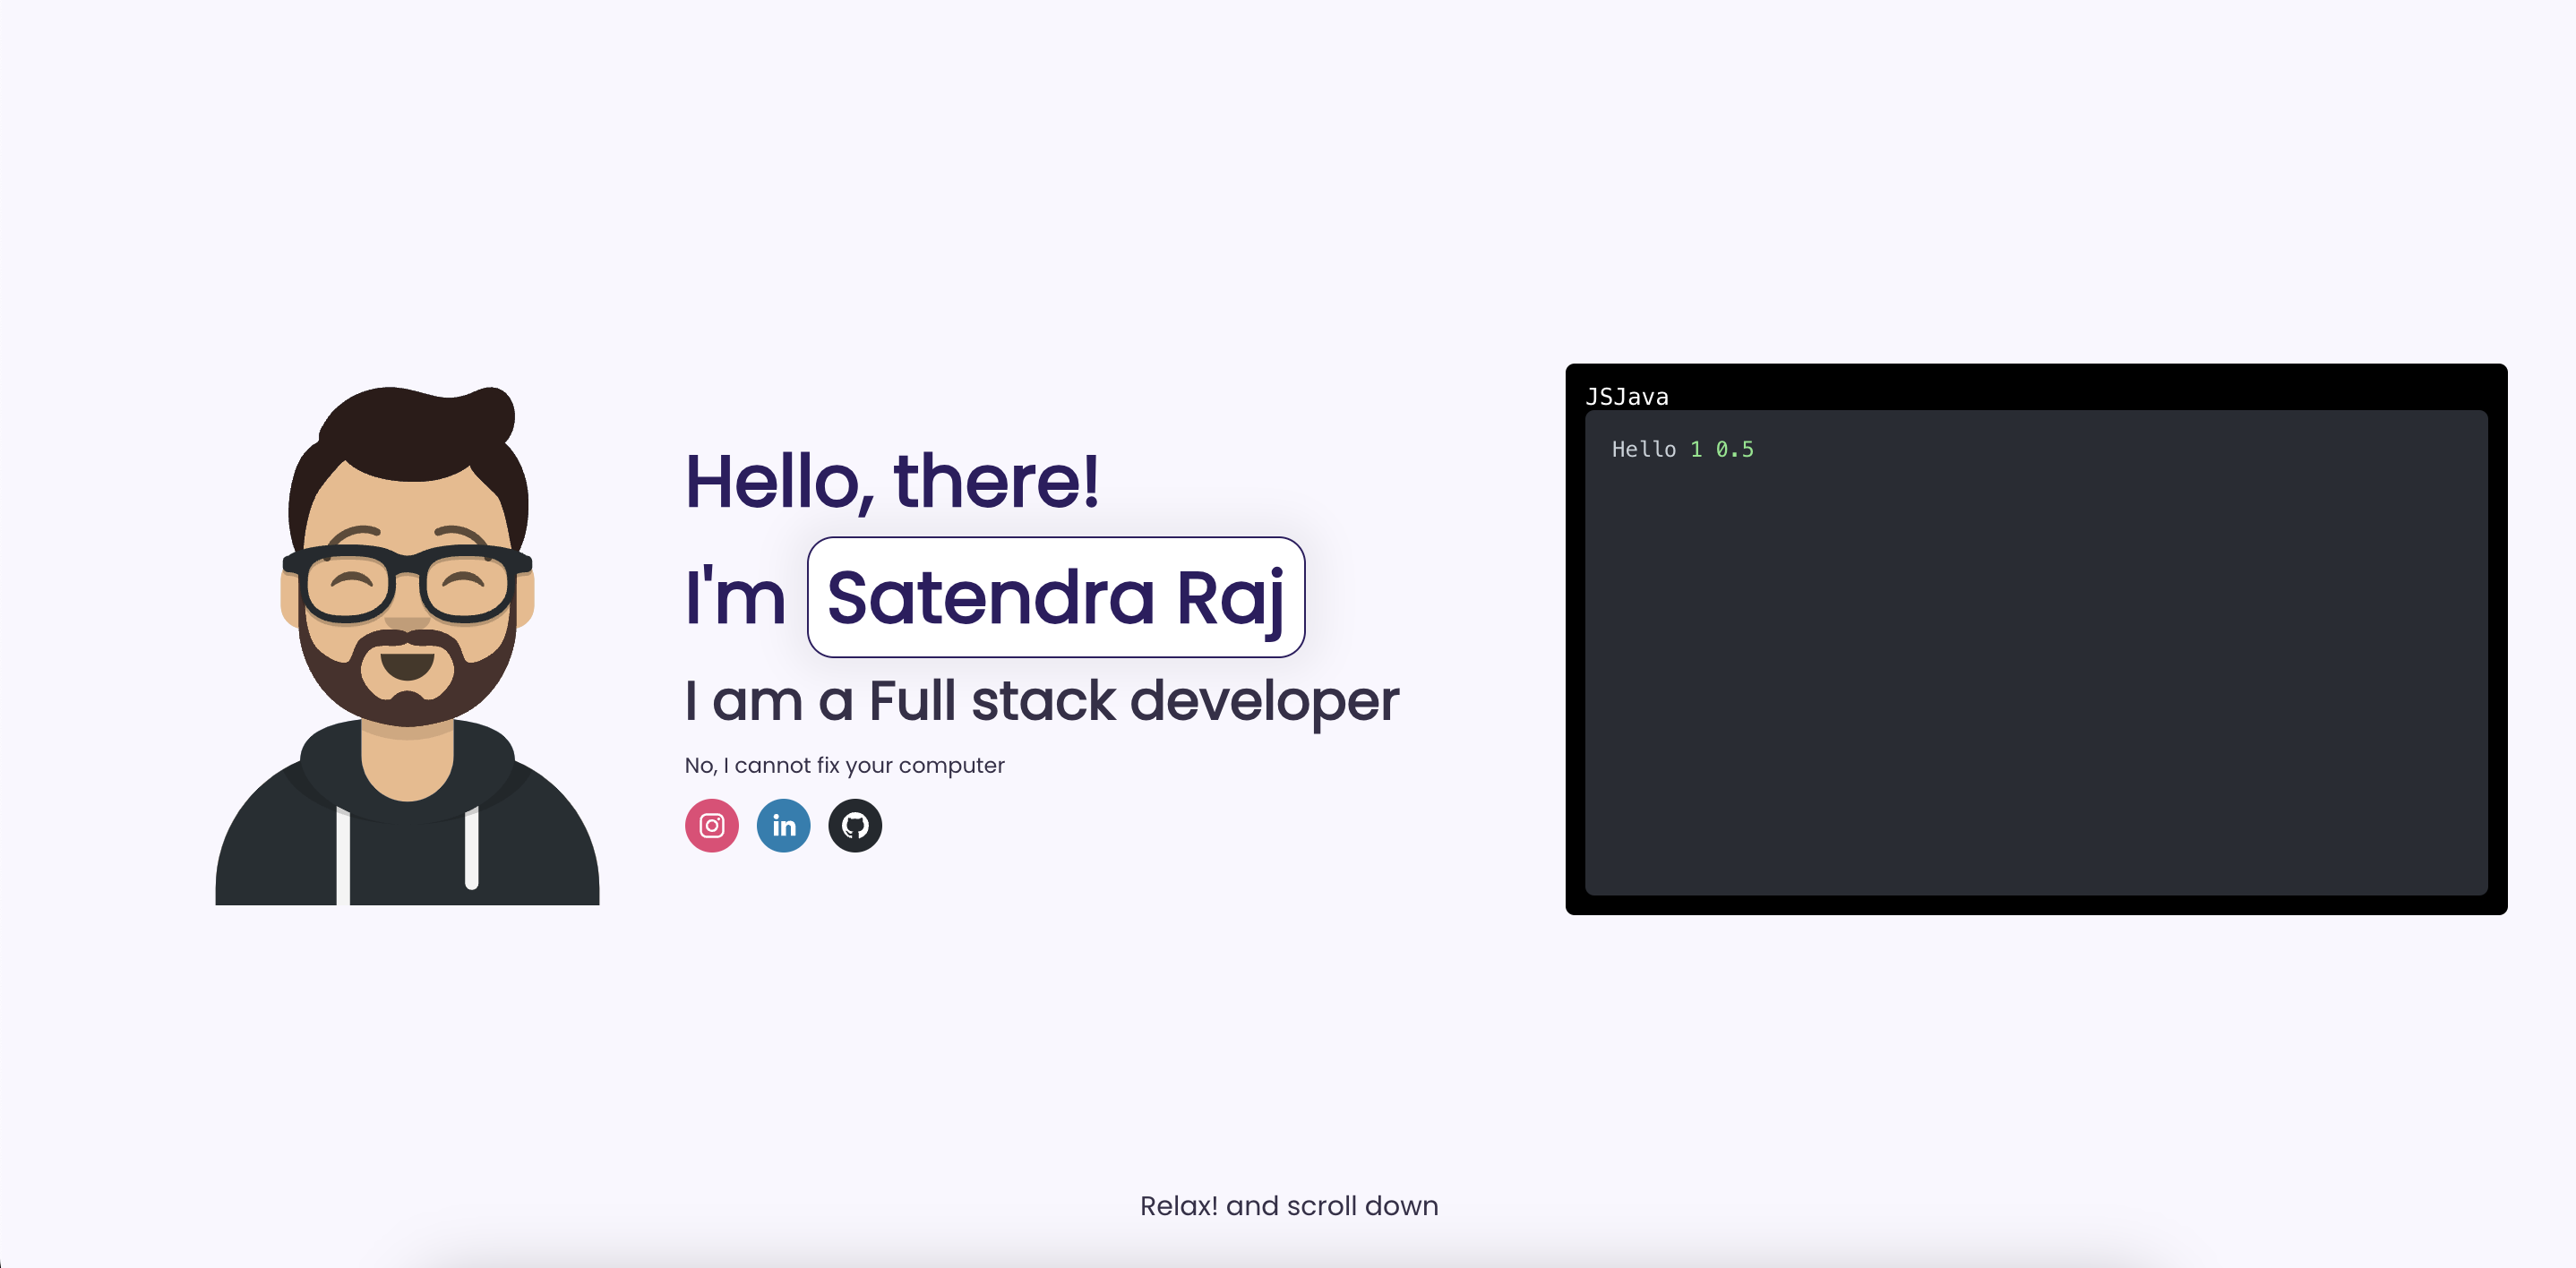 Hello, there!
I'm Satendra Raj
I am a Full stack developer
No, I cannot fix your computer
in
JSJava
Hello 1 0.5
Relax! and scroll down